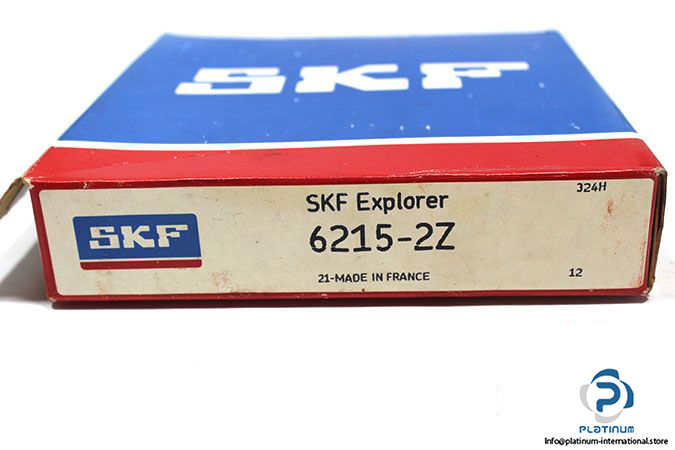 SKF
324H
SKF Explorer
SKF
6215-2Z
21-MADE IN FRANCE
12
PLATINUM
Info@platinum-international.store